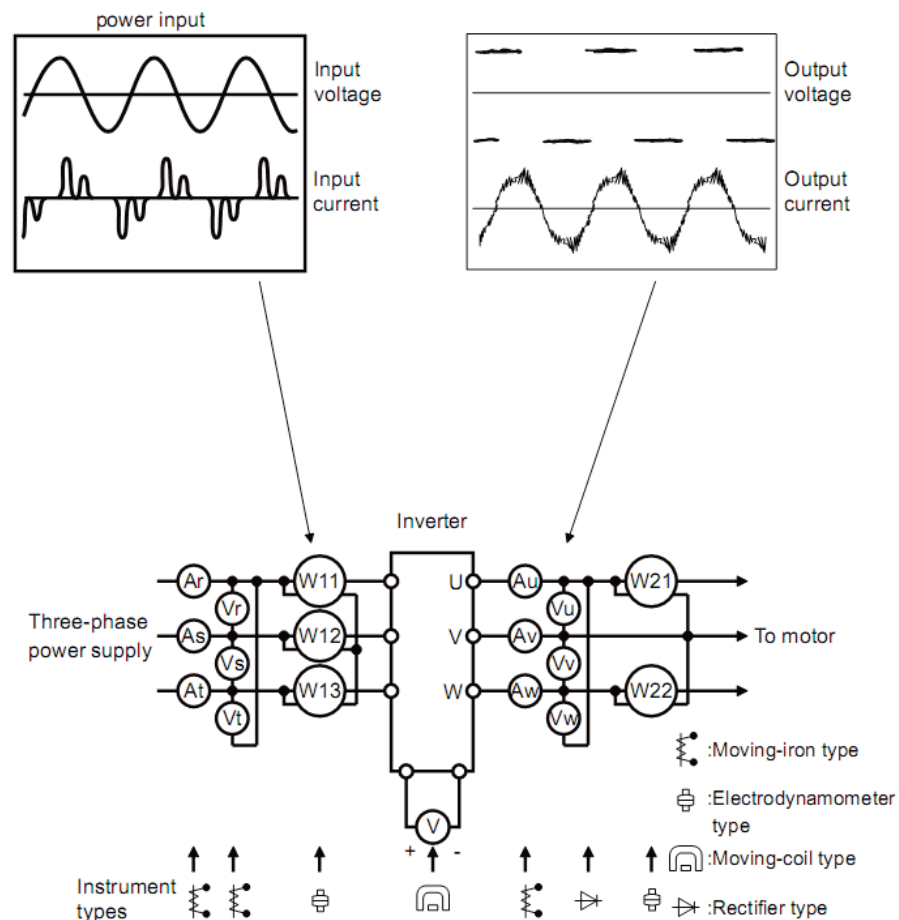 power input
Input
voltage
Input
current
Output
voltage
Output
current
Inverter
Three-phase
power supply
Ar
As
At
Vr
Vs
Vt
W11
W12
W13
U
V
W
Au
Av
Aw
Vu
Vv
Vw
W21
W22
To motor
V
+ -
Instrument
types
:Moving-iron type
:Electrodynamometer
type
:Moving-coil type
:Rectifier type